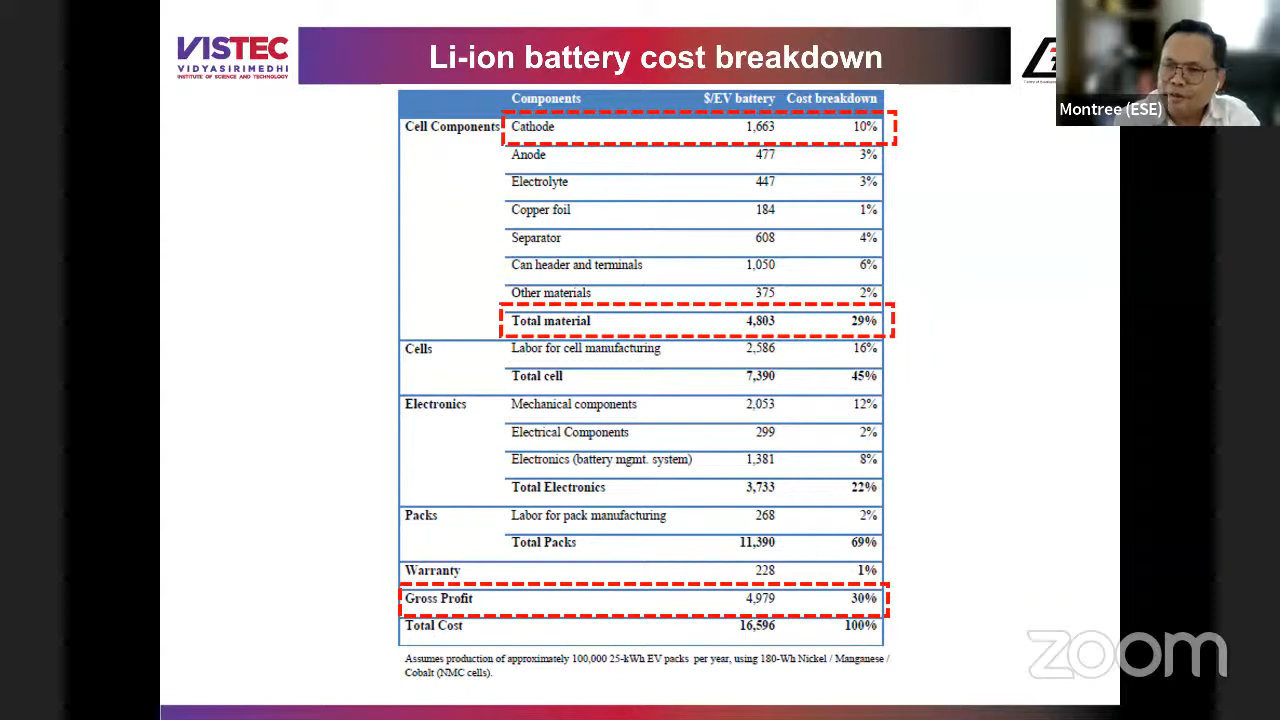 VISTEC
VIDYASIRIMEDHI
INSTITUTE OF SCIENCE AND TECHNOLOGY
Li-ion battery cost breakdown
Montree (ESE)
Components $/EV battery Cost breakdown
Cell Components Cathode 1,663 10%
Anode 477 3%
Electrolyte 447 3%
Copper foil 184 1%
Separator 608 4%
Can header and terminals 1,050 6%
Other materials 375 2%
Total material 4,803 29%
Cells Labor for cell manufacturing 2,586 16%
Total cell 7,390 45%
Electronics Mechanical components 2,053 12%
Electrical Components 299 2%
Electronics (battery mgmt. system) 1,381 8%
Total Electronics 3,733 22%
Packs Labor for pack manufacturing 268 2%
Total Packs 11,390 69%
Warranty 228 1%
Gross Profit 4,979 30%
Total Cost 16,596 100%
Assumes production of approximately 100,000 25-kWh EV packs per year, using 180-Wh Nickel / Manganese /
Cobalt (NMC cells).
zoom